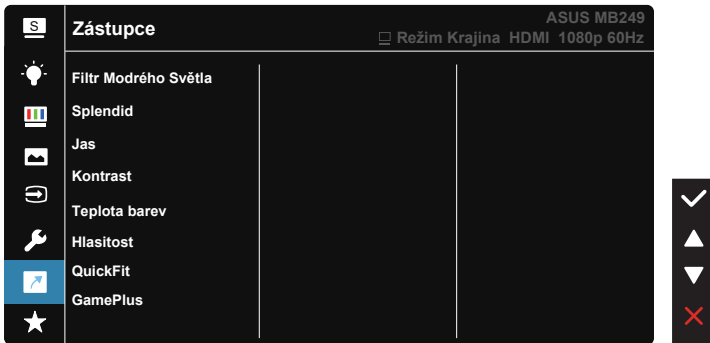 S
Zástupce
ASUS MB249
Režim Krajina HDMI 1080p 60Hz
Filtr Modrého Světla
Splendid
Jas
Kontrast
Teplota barev
Hlasitost
QuickFit
GamePlus